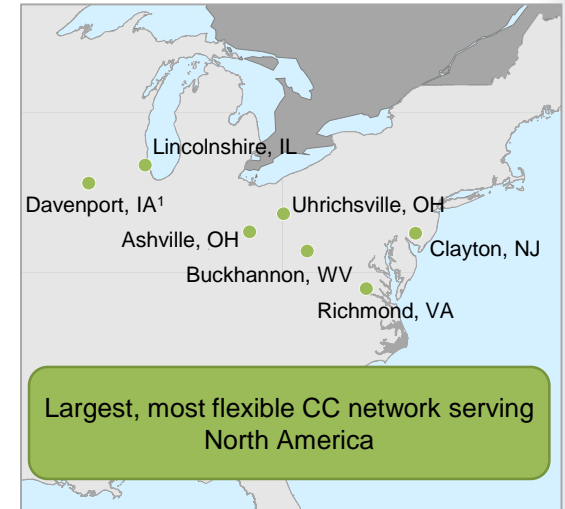 Lincolnshire, IL
Davenport, IA¹
Uhrichsville, OH
Ashville, OH
Clayton, NJ
Buckhannon, WV
Richmond, VA
Largest, most flexible CC network serving
North America